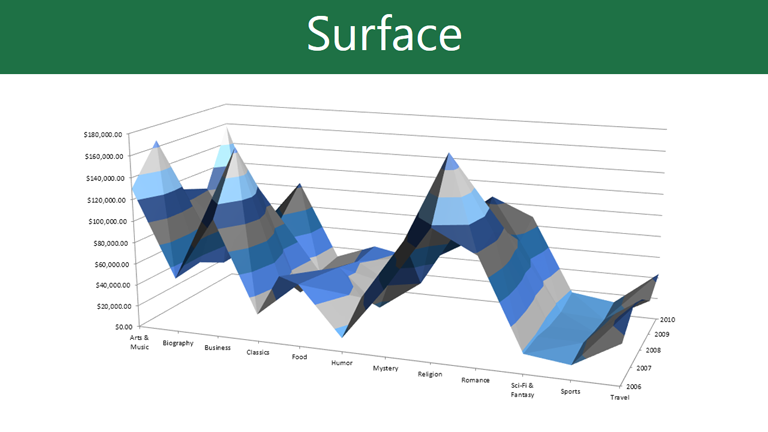 Surface
$180,000.00
$160,000.00
$140,000.00
$120,000.00
$100,000.00
$80,000.00
$60,000.00
$40,000.00
$20,000.00
$0.00
Arts &
Music
Biography
Business
Classics
Food
Humor
Mystery
Religion
Romance
Sci-Fi &
Fantasy
Sports
Travel
2010
2009
2008
2007
2006